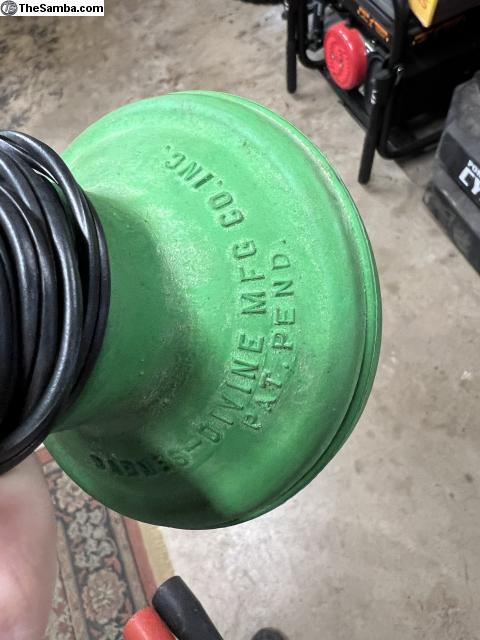 TheSamba.com
-DIVINE MFG CO. INC.
PAT. PEND.